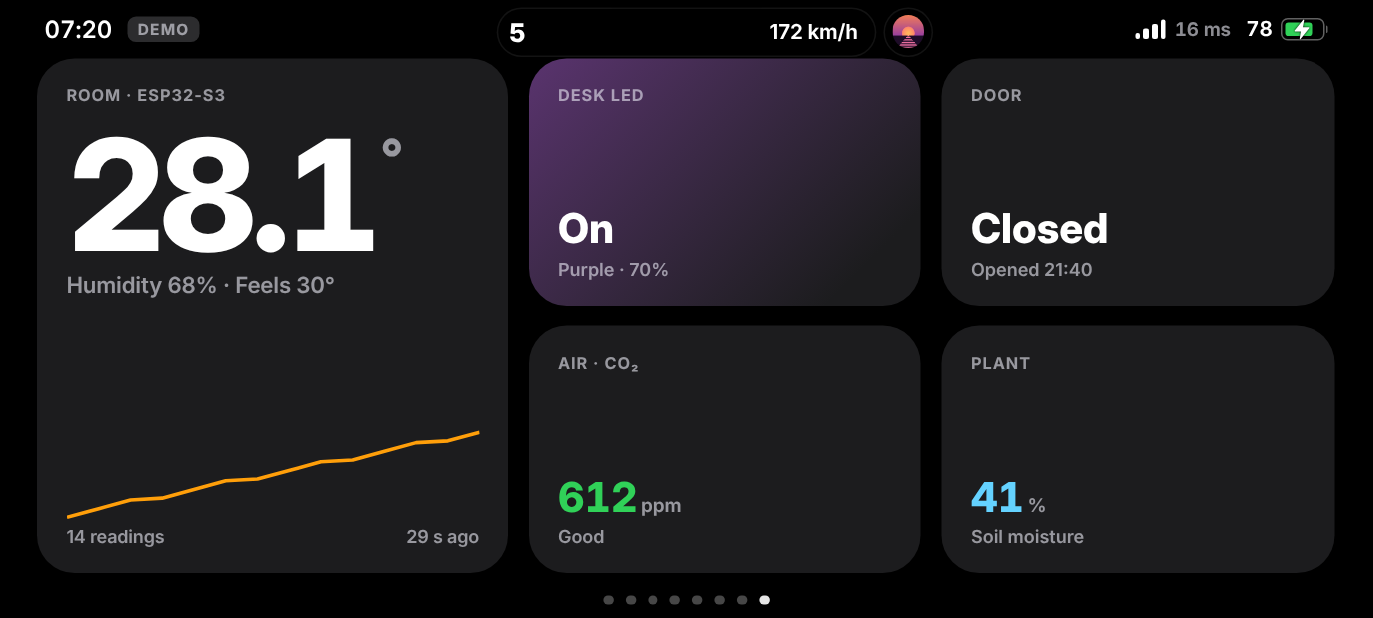 07:20 DEMO 5 172 km/h 16 ms 78
ROOM · ESP32-S3
28.1°
Humidity 68% · Feels 30°
14 readings 29 s ago
DESK LED
On
Purple · 70%
DOOR
Closed
Opened 21:40
AIR · CO₂
612 ppm
Good
PLANT
41 %
Soil moisture